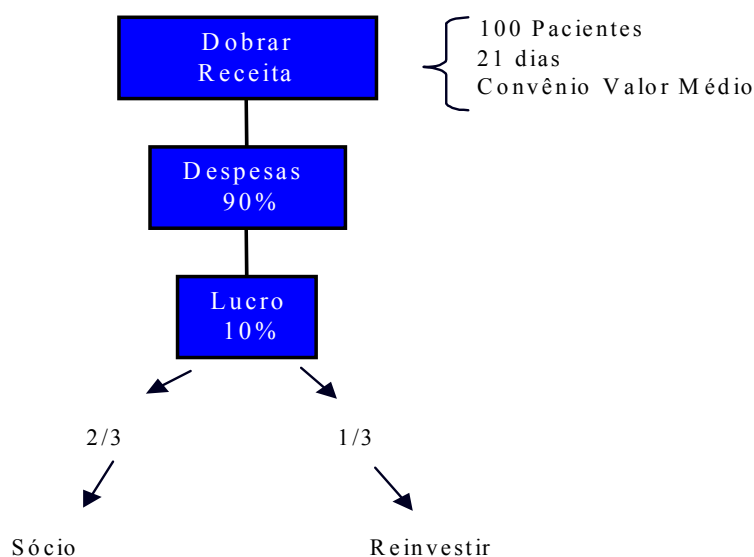 Dobrar
Receita
100 Pacientes
21 dias
Convênio Valor Médio
Despesas
90%
Lucro
10%
2/3
1/3
Sócio
Reinvestir